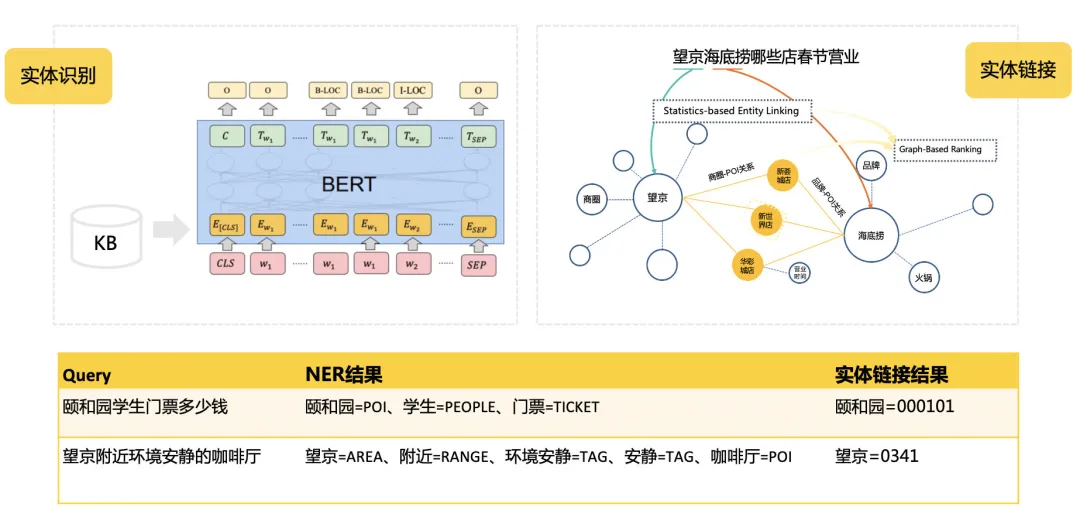 实体识别
O O B-LOC B-LOC I-LOC O
C T_{w_1} ...... T_{w_1} T_{w_1} T_{w_2} ...... T_{SEP}
BERT
KB
E_{[CLS]} E_{w_1} ...... E_{w_1} E_{w_1} E_{w_2} ...... E_{SEP}
CLS w_1 ...... w_1 w_1 w_2 ...... SEP
望京海底捞哪些店春节营业
实体链接
Statistics-based Entity Linking
Graph-Based Ranking
商圈-POI关系
品牌-POI关系
品牌
商圈
望京
新荟
城店
新世
界店
华彩
城店
营业
时间
海底捞
火锅
Query NER结果 实体链接结果
颐和园学生门票多少钱 颐和园=POI、学生=PEOPLE、门票=TICKET 颐和园=000101
望京附近环境安静的咖啡厅 望京=AREA、附近=RANGE、环境安静=TAG、安静=TAG、咖啡厅=POI 望京=0341